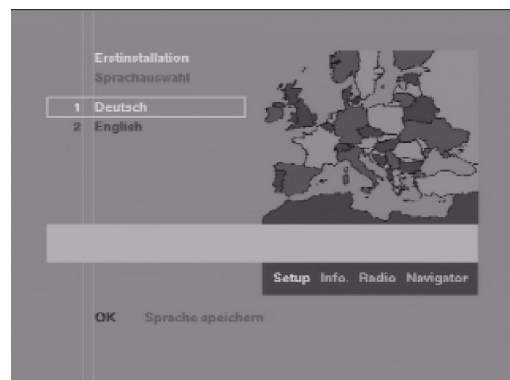 Erstinstallation
Sprachauswahl
1 Deutsch
2 English
Setup Info. Radio Navigator
OK Sprache speichern